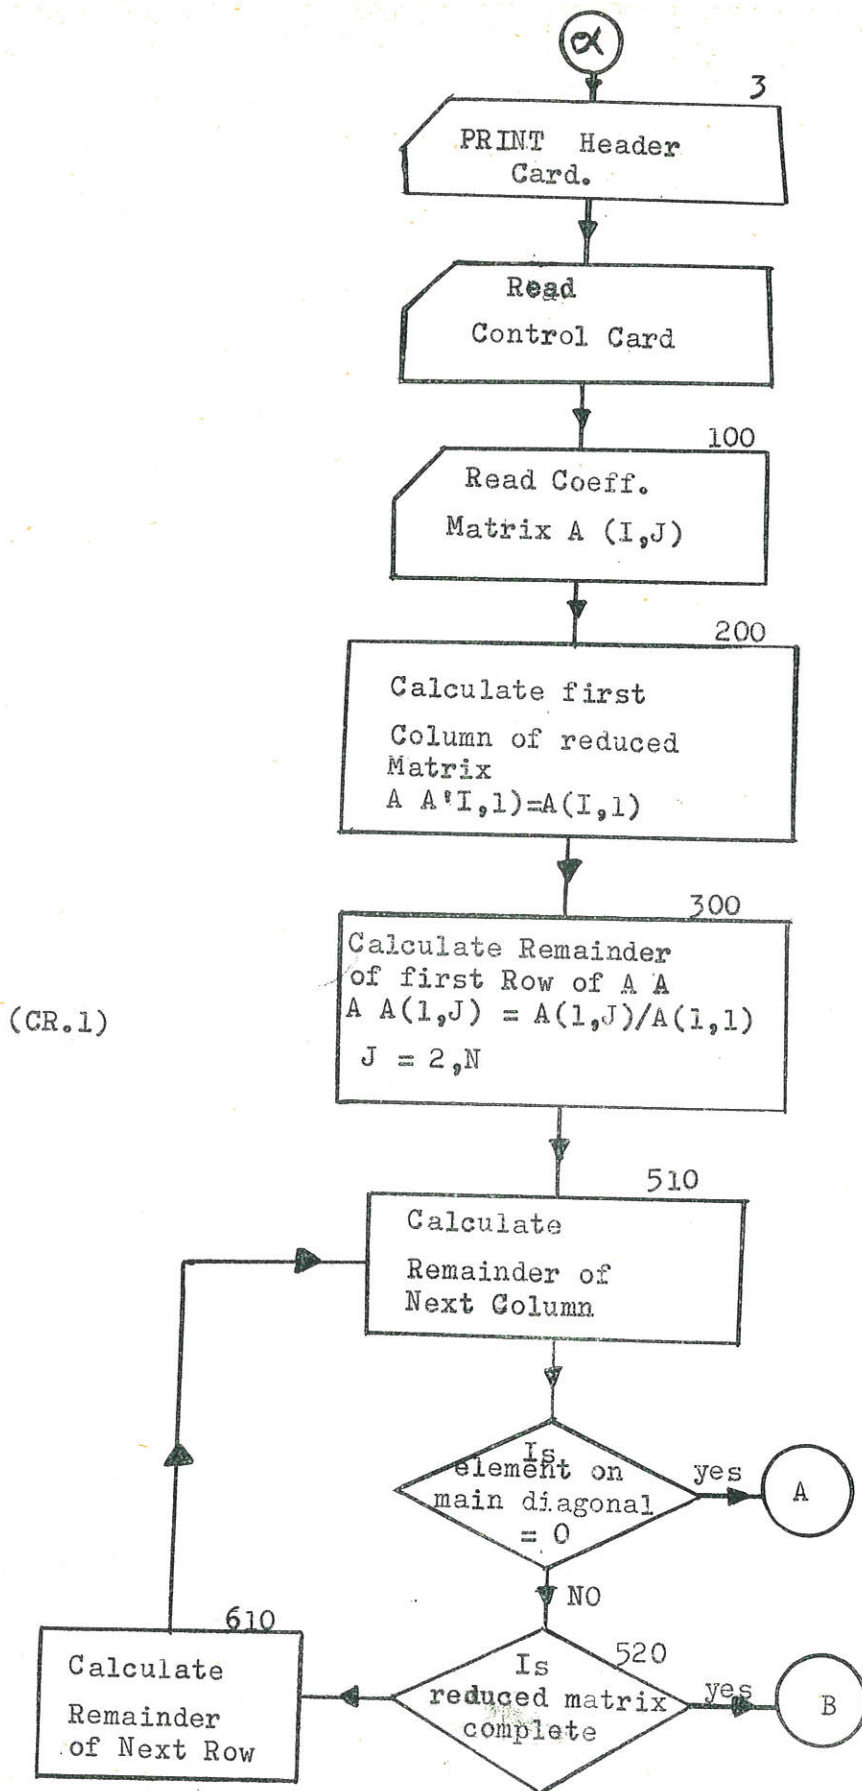 α
3
PRINT Header
Card.
Read
Control Card
100
Read Coeff.
Matrix A (I,J)
200
Calculate first
Column of reduced
Matrix
A A'I,1)=A(I,1)
300
Calculate Remainder
of first Row of A A
A A(1,J) = A(1,J)/A(1,1)
J = 2,N
(CR.1)
510
Calculate
Remainder of
Next Column
Is
element on
main diagonal
= 0
yes
A
NO
610
Calculate
Remainder
of Next Row
520
Is
reduced matrix
complete
yes
B